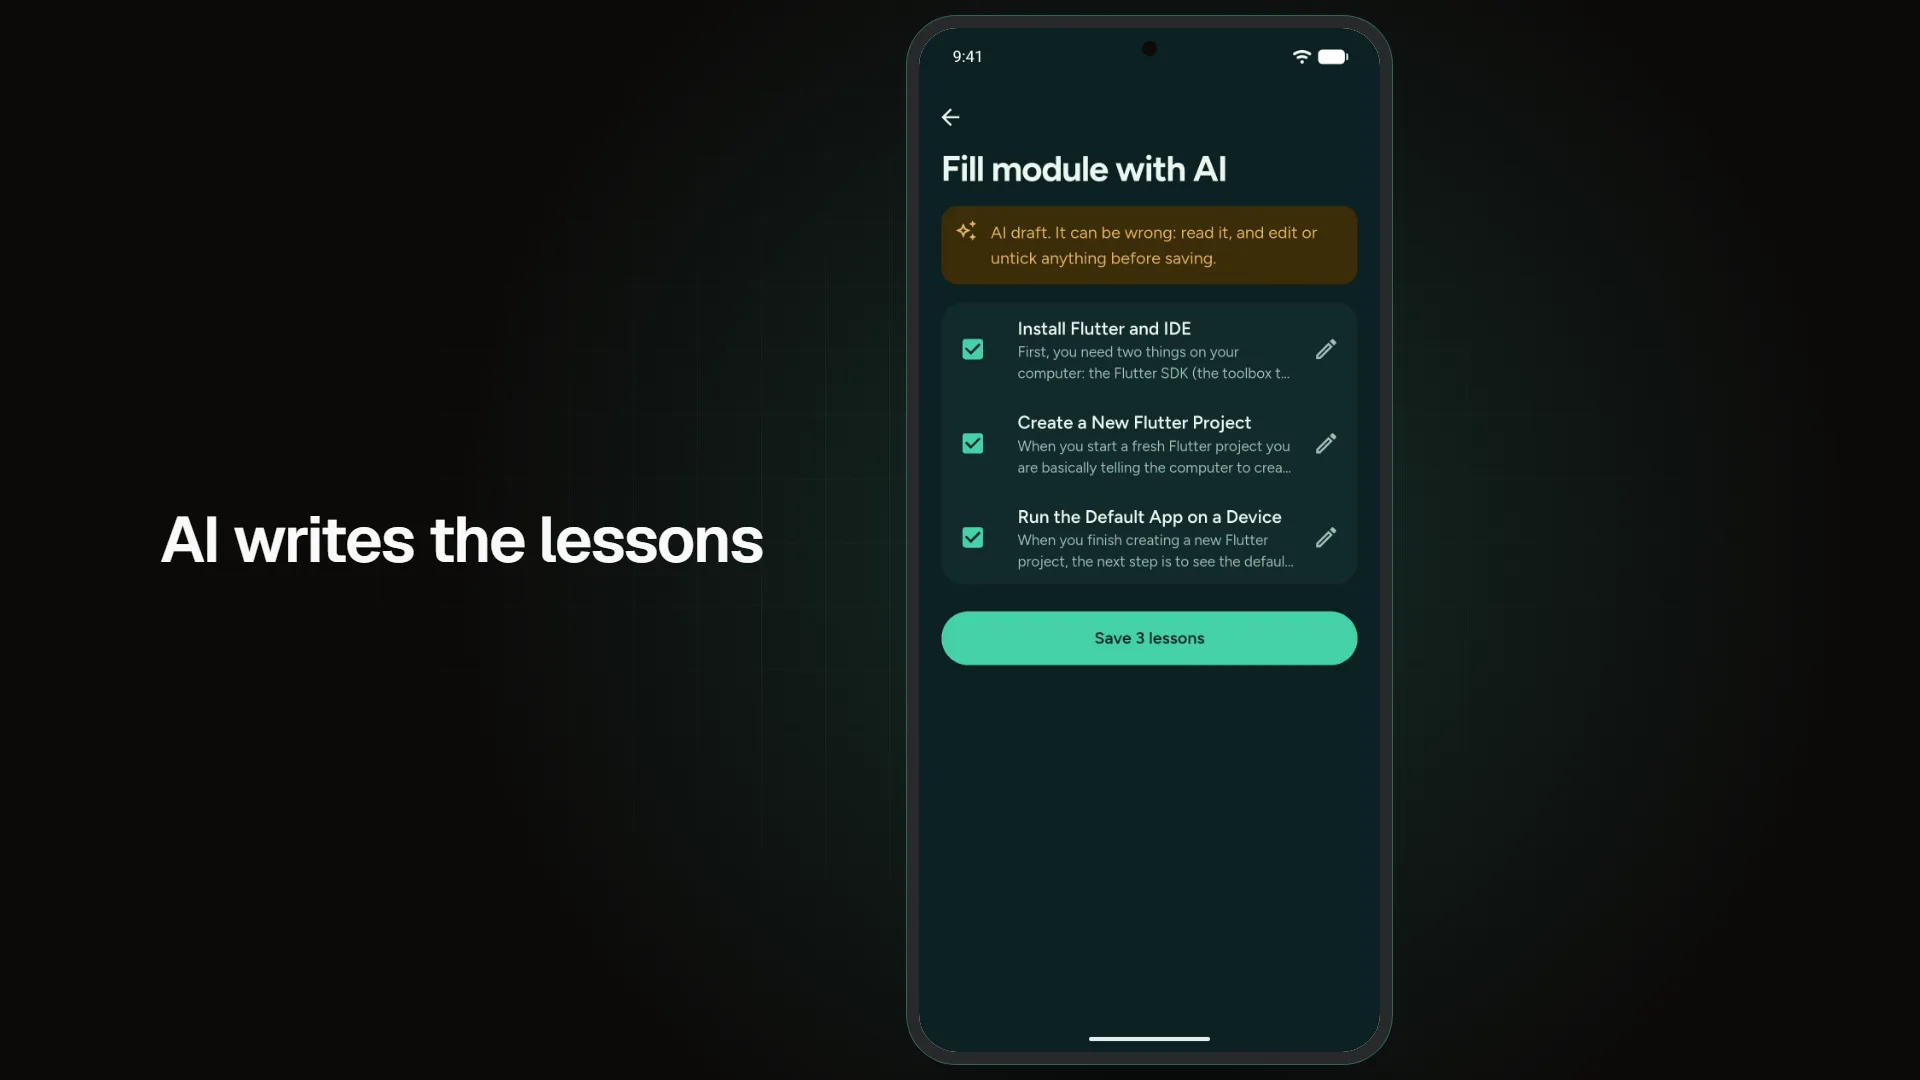 AI writes the lessons
9:41
Fill module with AI
AI draft. It can be wrong: read it, and edit or
untick anything before saving.
Install Flutter and IDE
First, you need two things on your
computer: the Flutter SDK (the toolbox t...
Create a New Flutter Project
When you start a fresh Flutter project you
are basically telling the computer to crea...
Run the Default App on a Device
When you finish creating a new Flutter
project, the next step is to see the defaul...
Save 3 lessons